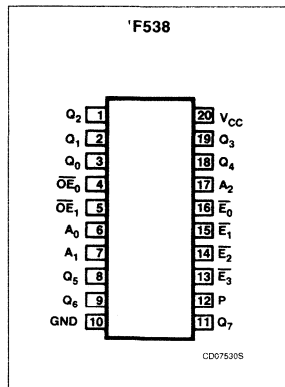 'F538
Q2 1 20 VCC
Q1 2 19 Q3
Q0 3 18 Q4
OE0 4 17 A2
OE1 5 16 E0
A0 6 15 E1
A1 7 14 E2
Q5 8 13 E3
Q6 9 12 P
GND 10 11 Q7
CD07530S